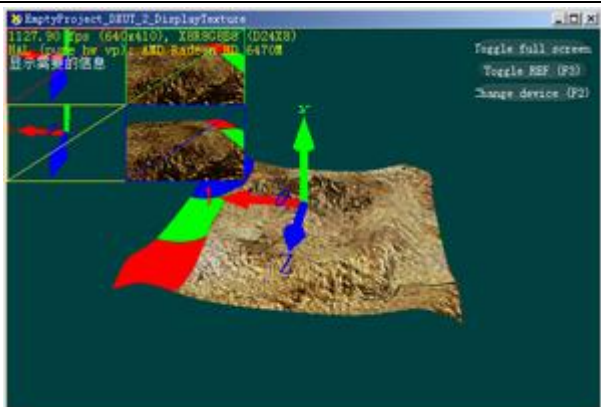 EmptyProject_DXUT_2_DisplayTexture
1127.90 fps (640x410), X8R8G8B8 (D24X8)
HAL (pure hw vp): AMD Radeon HD 6470M
显示需要的信息
Toggle full screen
Toggle REF (F3)
Change device (F2)
Y
Z